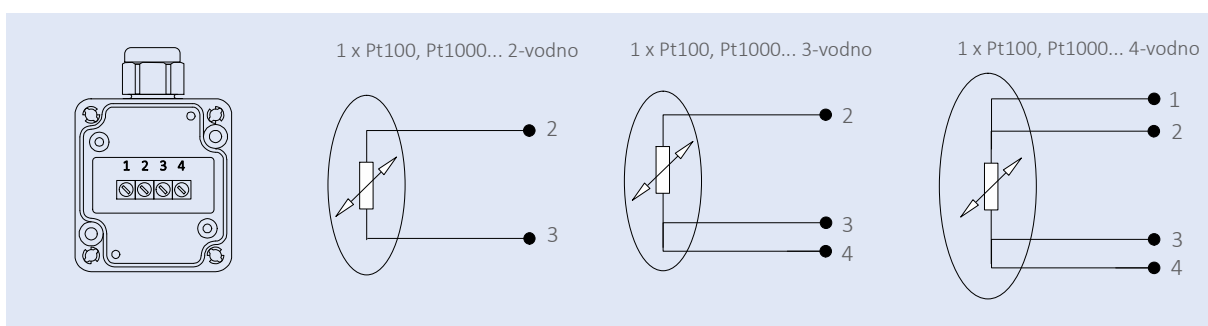 1 x Pt100, Pt1000... 2-vodno
1 x Pt100, Pt1000... 3-vodno
1 x Pt100, Pt1000... 4-vodno
1 2 3 4
2
3
2
3
4
1
2
3
4